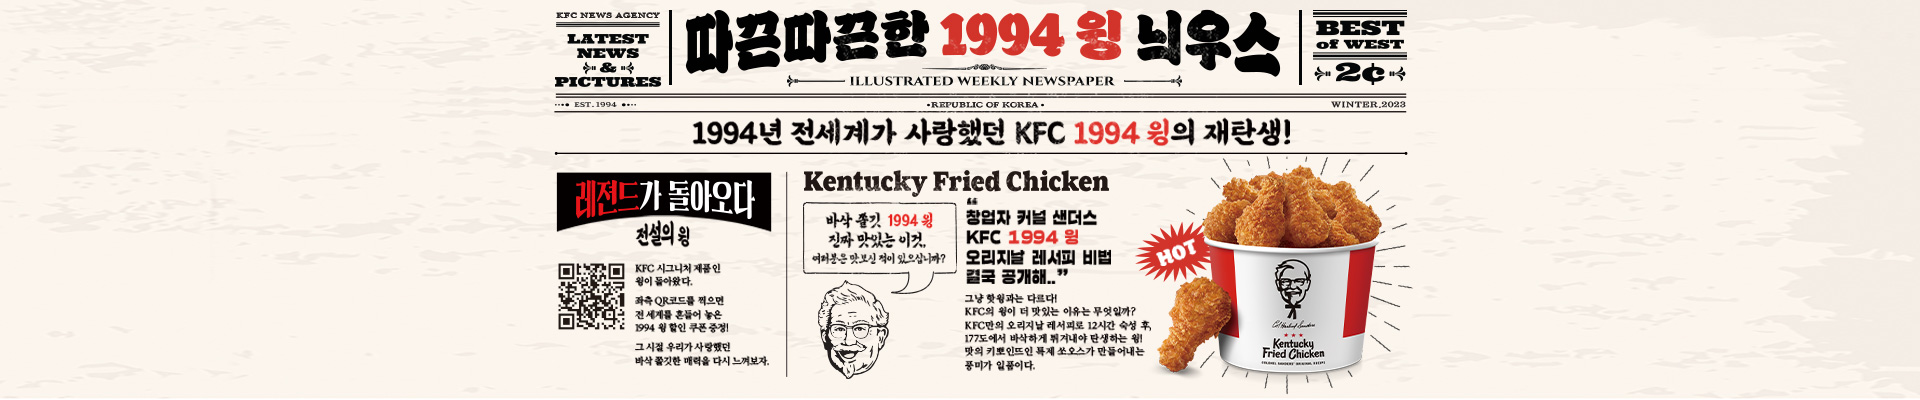 KFC NEWS AGENCY
LATEST
NEWS
&
PICTURES
따끈따끈한 1994 윙 늬우스
ILLUSTRATED WEEKLY NEWSPAPER
BEST
of WEST
2¢
EST. 1994
•REPUBLIC OF KOREA •
WINTER,2023
1994년 전세계가 사랑했던 KFC 1994 윙의 재탄생!
레전드가 돌아오다
전설의 윙
KFC 시그니처 제품인
윙이 돌아왔다.
좌측 QR코드를 찍으면
전 세계를 흔들어 놓은
1994 윙 할인 쿠폰 증정!
그 시절 우리가 사랑했던
바삭 쫄깃한 매력을 다시 느껴보자.
Kentucky Fried Chicken
바삭 쫄깃 1994 윙
진짜 맛있는 이것,
여러분은 맛보신 적이 있으십니까?
“
창업자 커널 샌더스
KFC 1994 윙
오리지날 레서피 비법
결국 공개해..”
그냥 핫윙과는 다르다!
KFC의 윙이 더 맛있는 이유는 무엇일까?
KFC만의 오리지날 레서피로 12시간 숙성 후,
177도에서 바삭하게 튀겨내야 탄생하는 윙!
맛의 키포인트인 특제 쏘오스가 만들어내는
풍미가 일품이다.
HOT
Col. Harland Sanders
Kentucky
Fried Chicken
COLONEL SANDERS' ORIGINAL RECIPE